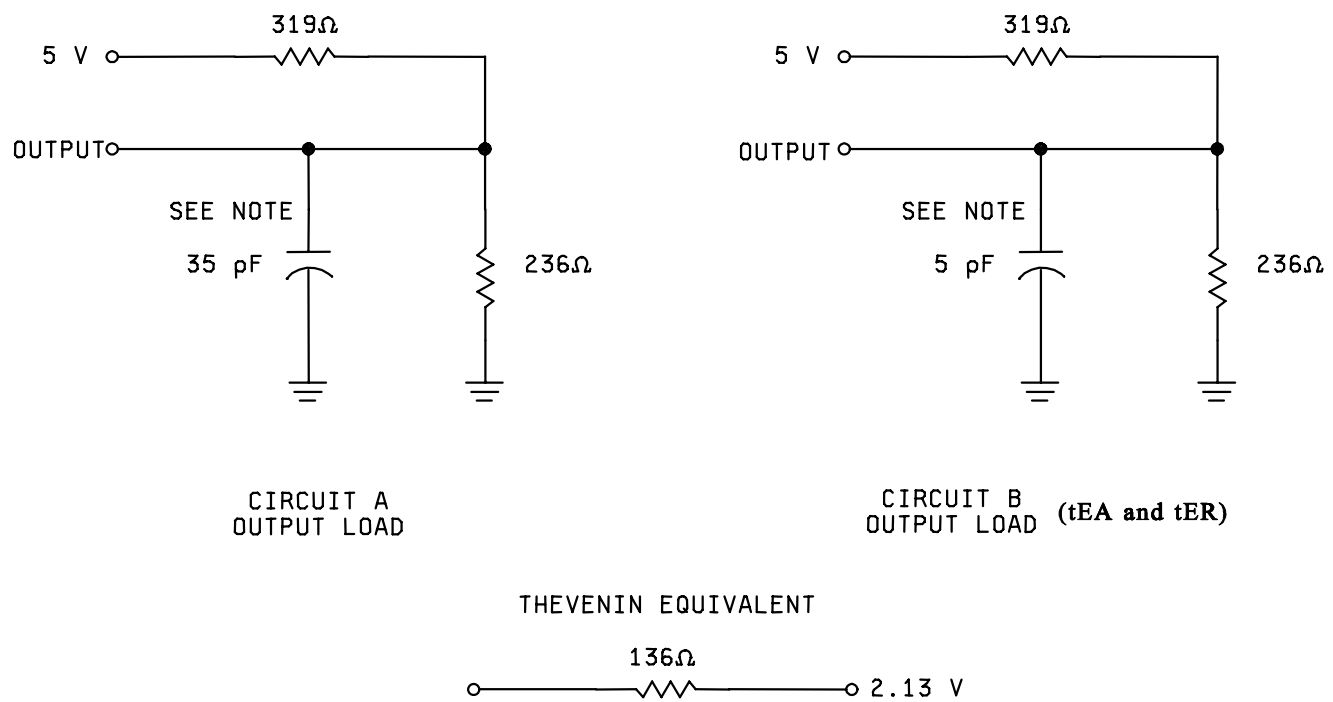 319Ω 319Ω
5 V 5 V
OUTPUT OUTPUT
SEE NOTE SEE NOTE
35 pF 236Ω 5 pF 236Ω
CIRCUIT A
OUTPUT LOAD
CIRCUIT B
OUTPUT LOAD (tEA and tER)
THEVENIN EQUIVALENT
136Ω
2.13 V